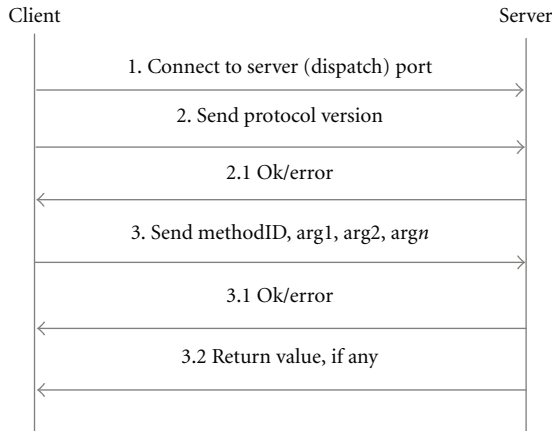 Client
Server
1. Connect to server (dispatch) port
2. Send protocol version
2.1 Ok/error
3. Send methodID, arg1, arg2, argn
3.1 Ok/error
3.2 Return value, if any